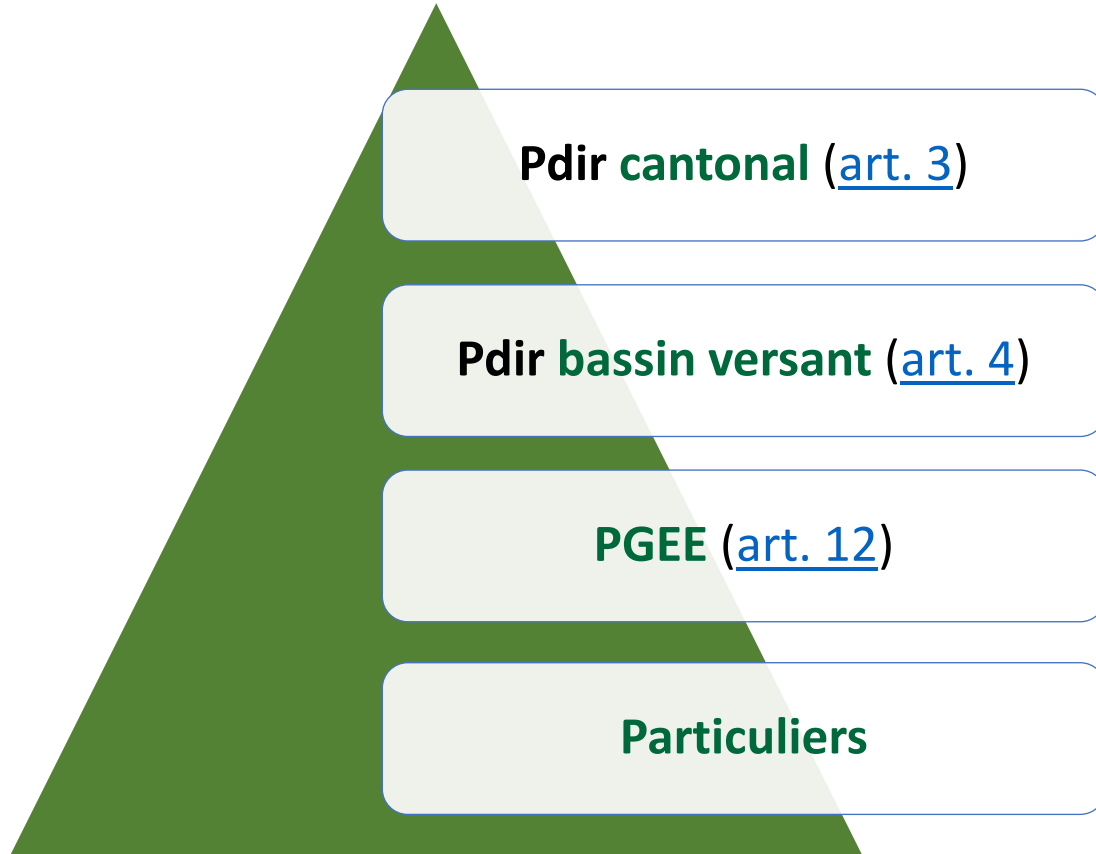 Pdir cantonal (art. 3)
Pdir bassin versant (art. 4)
PGEE (art. 12)
Particuliers